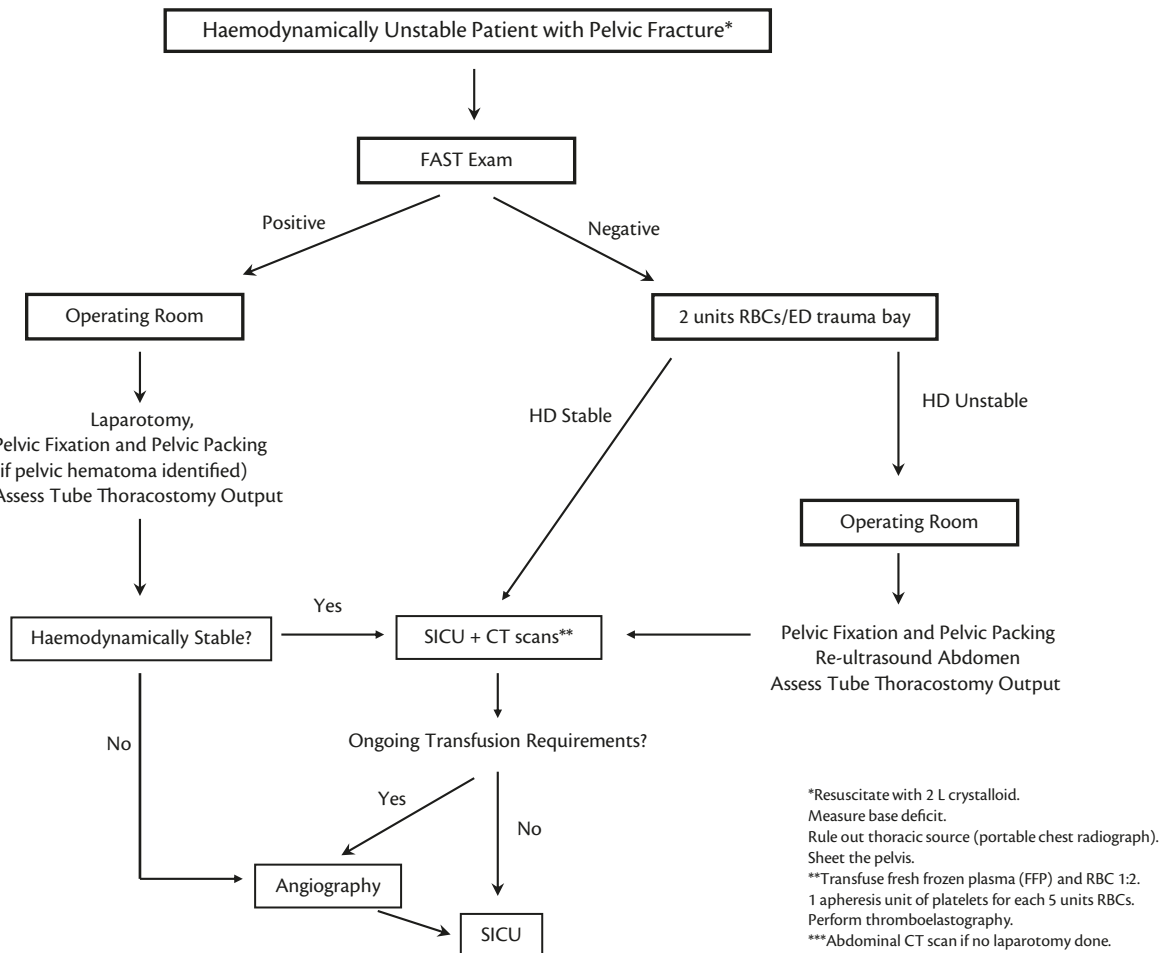 Haemodynamically Unstable Patient with Pelvic Fracture*
FAST Exam
Positive
Negative
Operating Room
2 units RBCs/ED trauma bay
Laparotomy,
Pelvic Fixation and Pelvic Packing
if pelvic hematoma identified)
Assess Tube Thoracostomy Output
HD Stable
HD Unstable
Operating Room
Haemodynamically Stable?
Yes
SICU + CT scans**
Pelvic Fixation and Pelvic Packing
Re-ultrasound Abdomen
Assess Tube Thoracostomy Output
No
Ongoing Transfusion Requirements?
Yes
No
Angiography
SICU
*Resuscitate with 2 L crystalloid.
Measure base deficit.
Rule out thoracic source (portable chest radiograph).
Sheet the pelvis.
**Transfuse fresh frozen plasma (FFP) and RBC 1:2.
1 apheresis unit of platelets for each 5 units RBCs.
Perform thromboelastography.
***Abdominal CT scan if no laparotomy done.